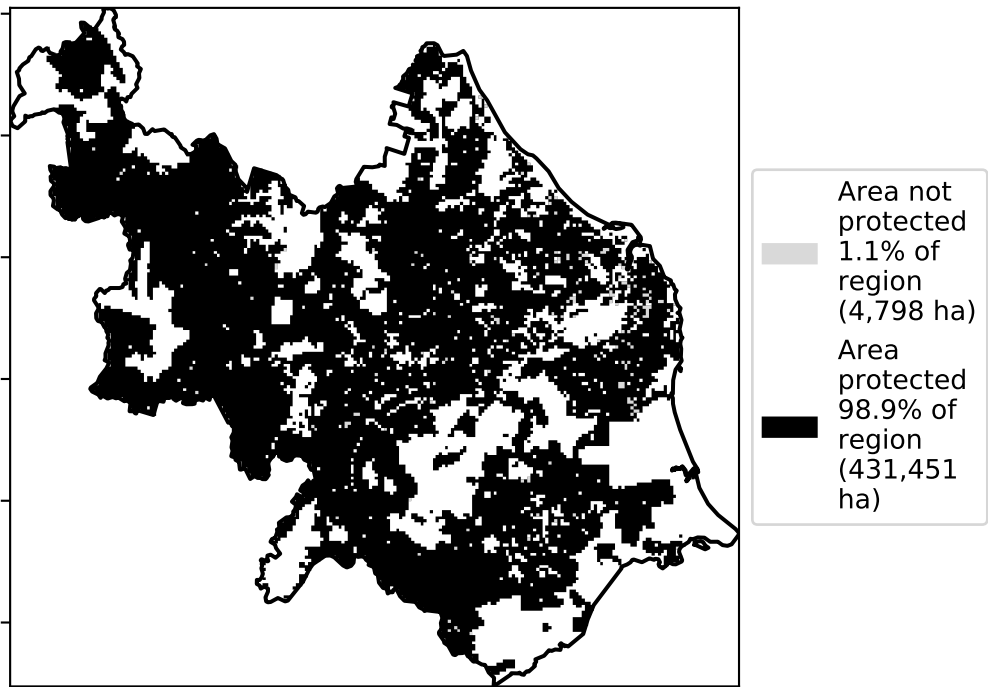 Area not
protected
1.1% of
region
(4,798 ha)
Area
protected
98.9% of
region
(431,451
ha)